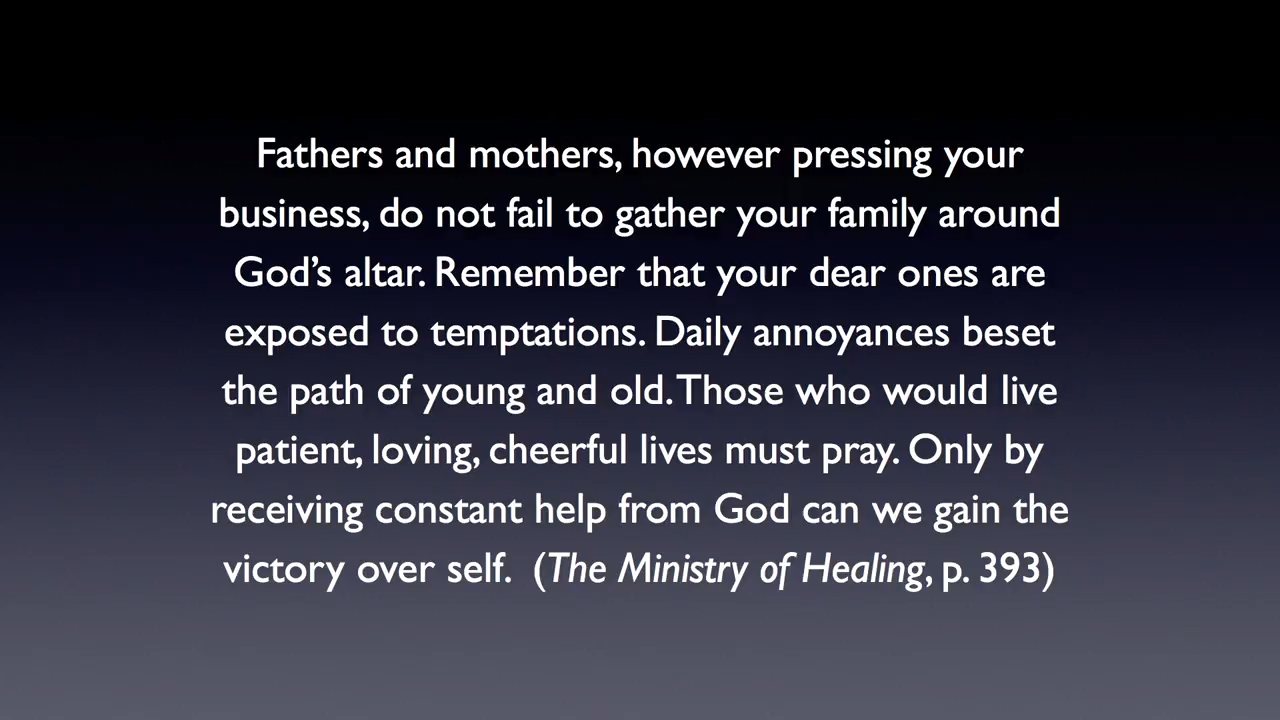 Fathers and mothers, however pressing your
business, do not fail to gather your family around
God’s altar. Remember that your dear ones are
exposed to temptations. Daily annoyances beset
the path of young and old. Those who would live
patient, loving, cheerful lives must pray. Only by
receiving constant help from God can we gain the
victory over self.  (The Ministry of Healing, p. 393)